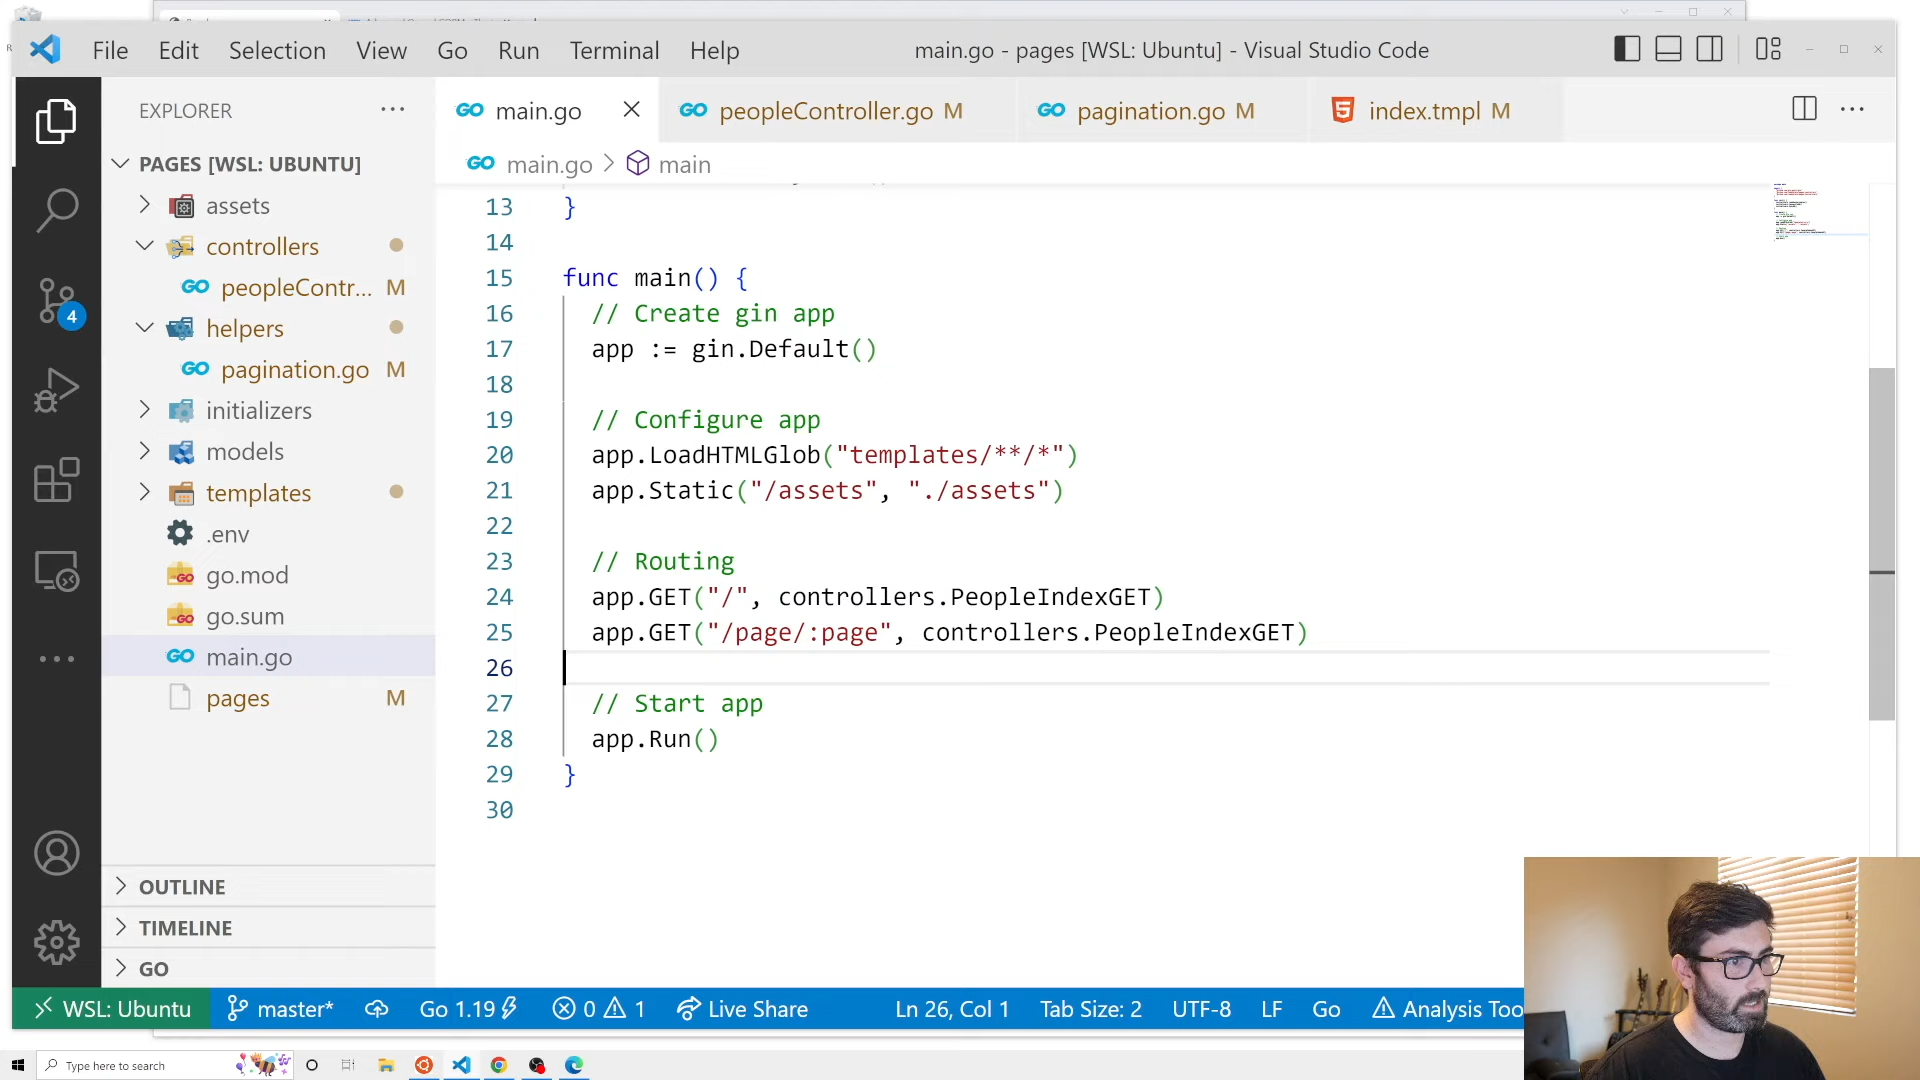 File Edit Selection View Go Run Terminal Help
main.go - pages [WSL: Ubuntu] - Visual Studio Code
EXPLORER
main.go
peopleController.go M
pagination.go M
index.tmpl M
main.go > main
PAGES [WSL: UBUNTU]
assets
controllers
peopleContr... M
helpers
pagination.go M
initializers
models
templates
.env
go.mod
go.sum
main.go
pages M
OUTLINE
TIMELINE
GO
4
13 }
14
15 func main() {
16 // Create gin app
17 app := gin.Default()
18
19 // Configure app
20 app.LoadHTMLGlob("templates/**/*")
21 app.Static("/assets", "./assets")
22
23 // Routing
24 app.GET("/", controllers.PeopleIndexGET)
25 app.GET("/page/:page", controllers.PeopleIndexGET)
26
27 // Start app
28 app.Run()
29 }
30
WSL: Ubuntu master* Go 1.19 0 1 Live Share Ln 26, Col 1 Tab Size: 2 UTF-8 LF Go Analysis Too
Type here to search